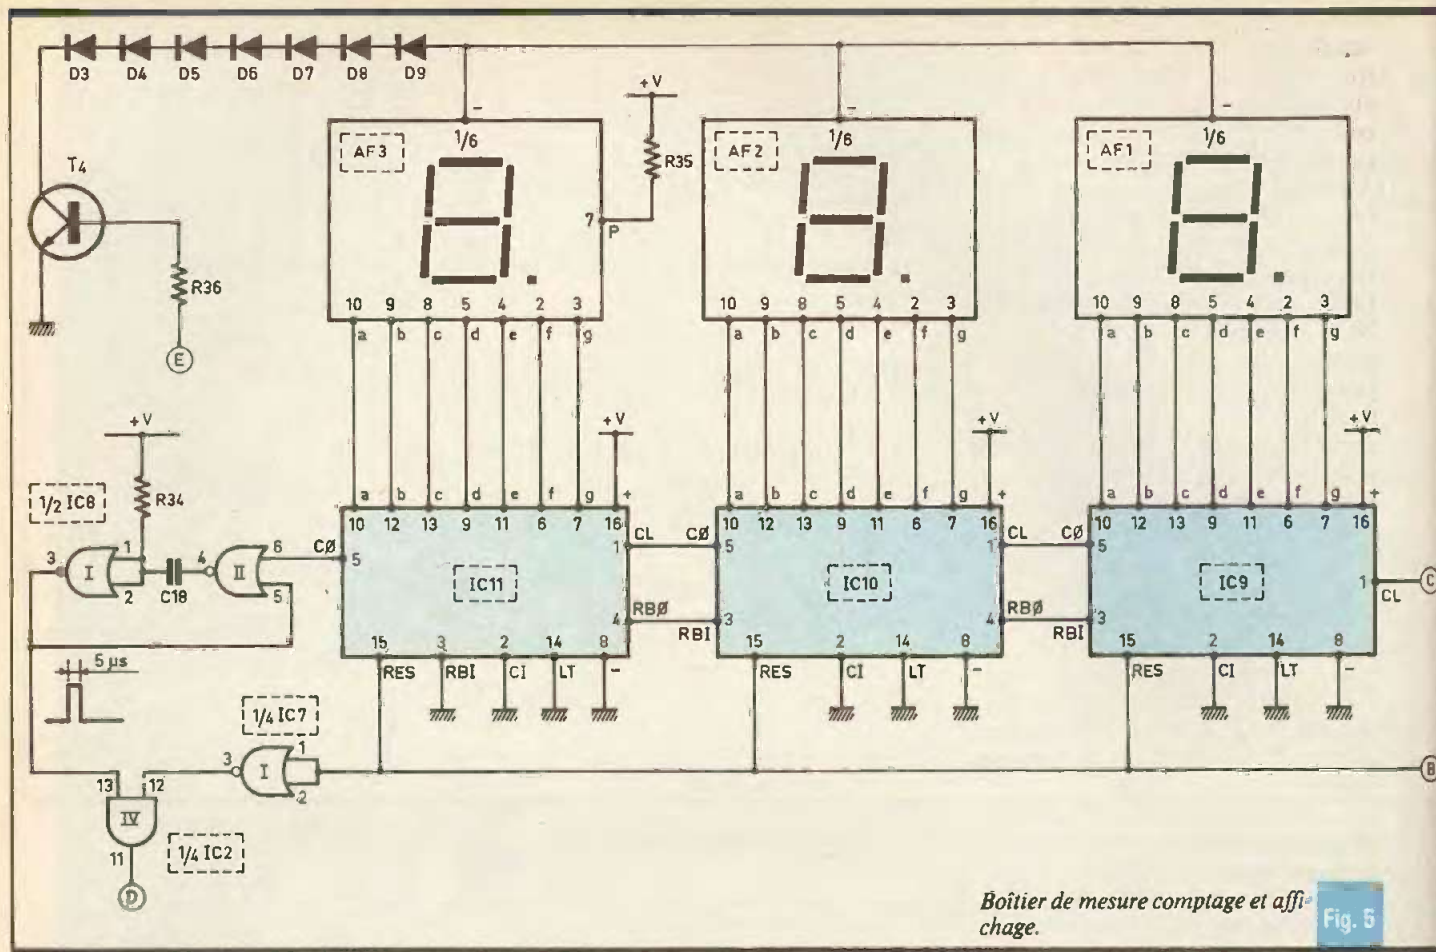 D3 D4 D5 D6 D7 D8 D9
+V
- - -
AF3 1/6 R35 AF2 1/6 AF1 1/6
T4
7 P
R36
10 9 8 5 4 2 3 10 9 8 5 4 2 3 10 9 8 5 4 2 3
a b c d e f g a b c d e f g a b c d e f g
E
+V +V +V +V
1/2 IC8 R34
a b c d e f g + a b c d e f g + a b c d e f g +
10 12 13 9 11 6 7 16 10 12 13 9 11 6 7 16 10 12 13 9 11 6 7 16
3 I 1 2 C18 4 II 6 5 CØ 5 1 CL CØ 5 1 CL CØ 5
IC11 IC10 IC9 1 CL C
4 RBØ RBI 3 4 RBØ RBI 3
15 3 2 14 8 15 2 14 8 15 2 14 8
RES RBI CI LT - RES CI LT - RES CI LT -
5 µs
1/4 IC7
3 I 1 2 B
13 12
IV
11 1/4 IC2
D
Boîtier de mesure comptage et affi-
chage.
Fig. 5